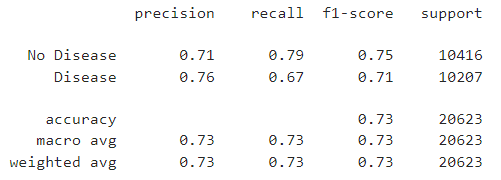 precision recall f1-score support
No Disease 0.71 0.79 0.75 10416
Disease 0.76 0.67 0.71 10207
accuracy 0.73 20623
macro avg 0.73 0.73 0.73 20623
weighted avg 0.73 0.73 0.73 20623